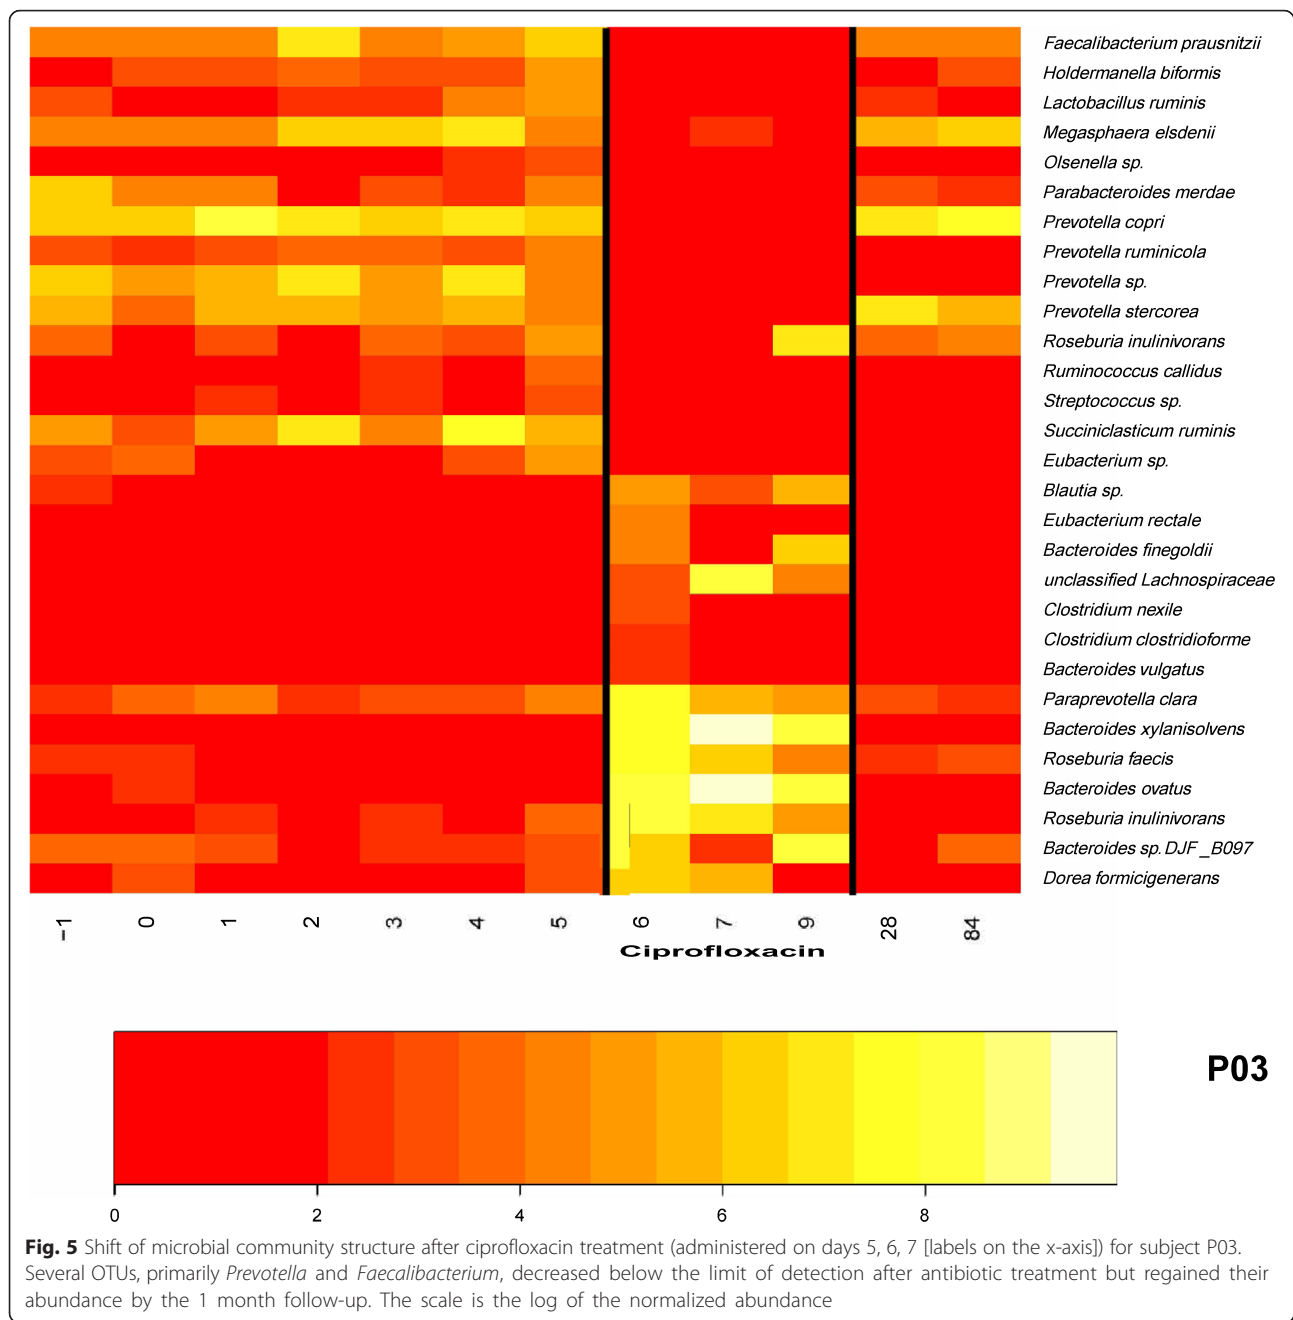 Faecalibacterium prausnitzii
Holdermanella biformis
Lactobacillus ruminis
Megasphaera elsdenii
Olsenella sp.
Parabacteroides merdae
Prevotella copri
Prevotella ruminicola
Prevotella sp.
Prevotella stercorea
Roseburia inulinivorans
Ruminococcus callidus
Streptococcus sp.
Succiniclasticum ruminis
Eubacterium sp.
Blautia sp.
Eubacterium rectale
Bacteroides finegoldii
unclassified Lachnospiraceae
Clostridium nexile
Clostridium clostridioforme
Bacteroides vulgatus
Paraprevotella clara
Bacteroides xylanisolvens
Roseburia faecis
Bacteroides ovatus
Roseburia inulinivorans
Bacteroides sp. DJF_B097
Dorea formicigenerans
-1 0 1 2 3 4 5 6 7 9 28 84
Ciprofloxacin
P03
0 2 4 6 8
Fig. 5 Shift of microbial community structure after ciprofloxacin treatment (administered on days 5, 6, 7 [labels on the x-axis]) for subject P03.
Several OTUs, primarily Prevotella and Faecalibacterium, decreased below the limit of detection after antibiotic treatment but regained their
abundance by the 1 month follow-up. The scale is the log of the normalized abundance